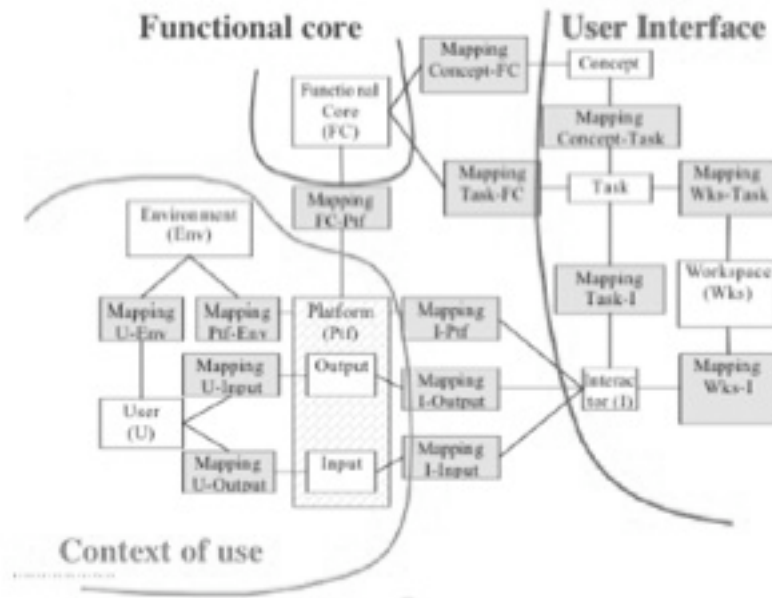 Functional core
User Interface
Mapping
Concept-FC
Concept
Functional
Core
(FC)
Mapping
Concept-Task
Mapping
FC-Ptf
Mapping
Task-FC
Task
Mapping
Wks-Task
Environment
(Env)
Mapping
Task-I
Workspace
(Wks)
Mapping
U-Env
Mapping
Ptf-Env
Platform
(Ptf)
Mapping
I-Ptf
Mapping
U-Input
Output
Mapping
I-Output
Interac
tor (I)
Mapping
Wks-I
User
(U)
Mapping
U-Output
Input
Mapping
I-Input
Context of use